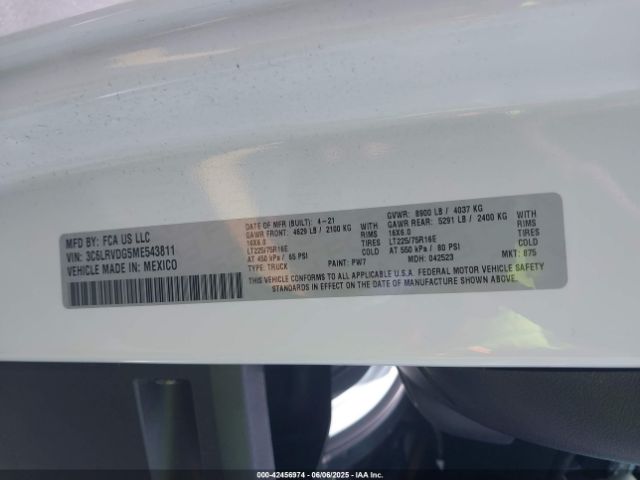 MFD BY: FCA US LLC
VIN: 3C6LRVDG5ME543811
VEHICLE MADE IN: MEXICO
DATE OF MFR (BUILT): 4-21
GAWR FRONT: 4629 LB / 2100 KG WITH
16X6.0 RIMS
LT225/75R16E TIRES
AT 450 kPa / 65 PSI COLD
TYPE: TRUCK PAINT: PW7
GVWR: 8900 LB / 4037 KG
GAWR REAR: 5291 LB / 2400 KG WITH
16X6.0 RIMS
LT225/75R16E TIRES
AT 550 kPa / 80 PSI COLD
MDH: 042523 MKT: 875
THIS VEHICLE CONFORMS TO ALL APPLICABLE U.S.A. FEDERAL MOTOR VEHICLE SAFETY
STANDARDS IN EFFECT ON THE DATE OF MANUFACTURE SHOWN ABOVE.
000-42456974 - 06/06/2025 - IAAI Inc.